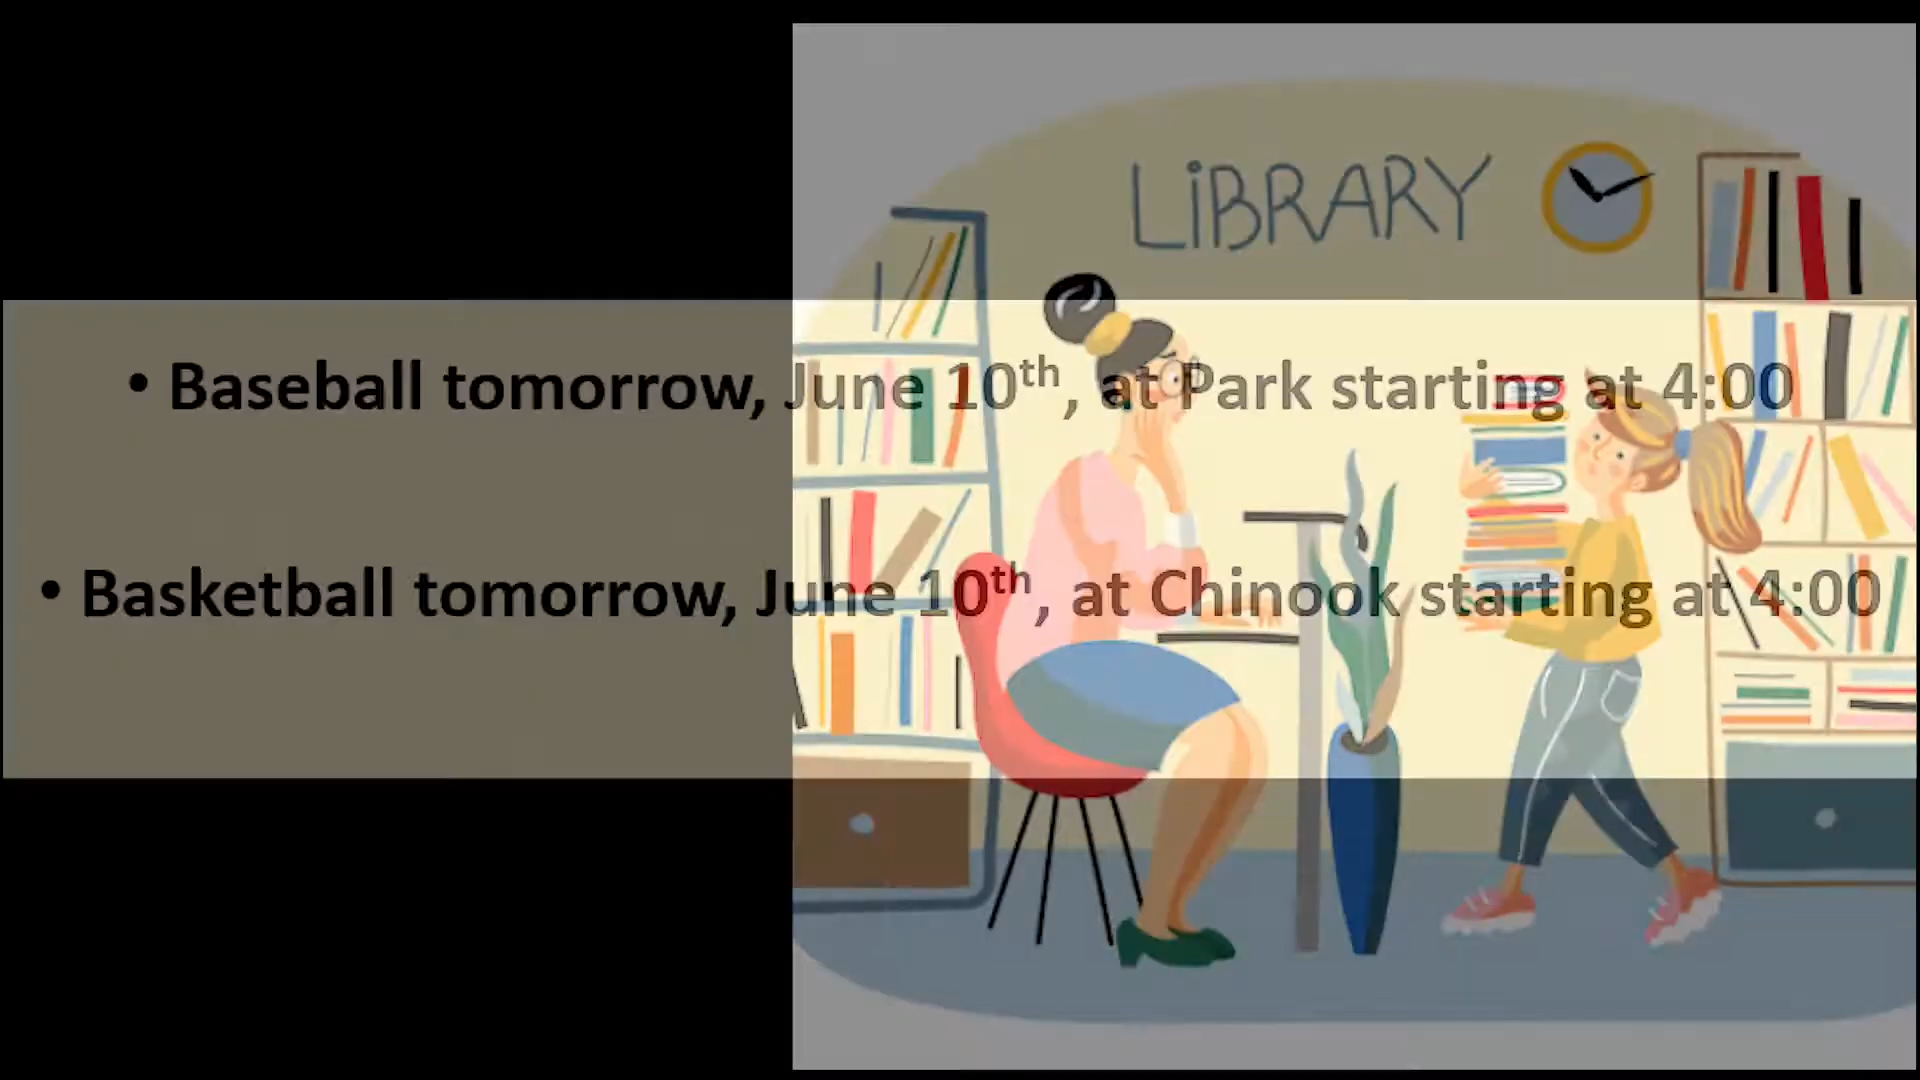 LiBRARY
• Baseball tomorrow, June 10th, at Park starting at 4:00
• Basketball tomorrow, June 10th, at Chinook starting at 4:00